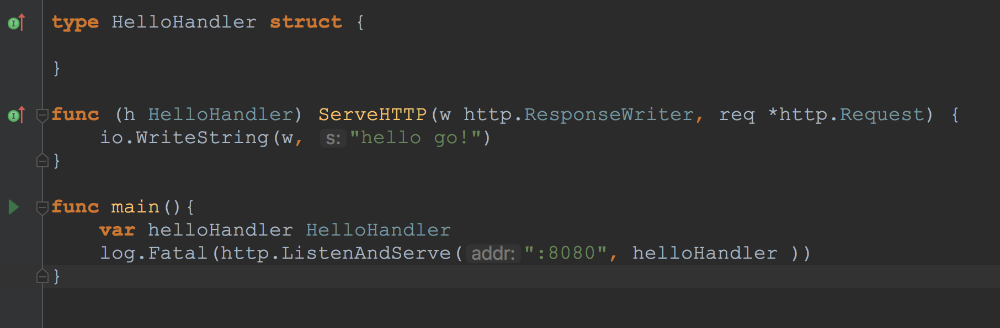 type HelloHandler struct {
}
func (h HelloHandler) ServeHTTP(w http.ResponseWriter, req *http.Request) {
io.WriteString(w, s: "hello go!")
}
func main(){
var helloHandler HelloHandler
log.Fatal(http.ListenAndServe( addr: ":8080", helloHandler ))
}